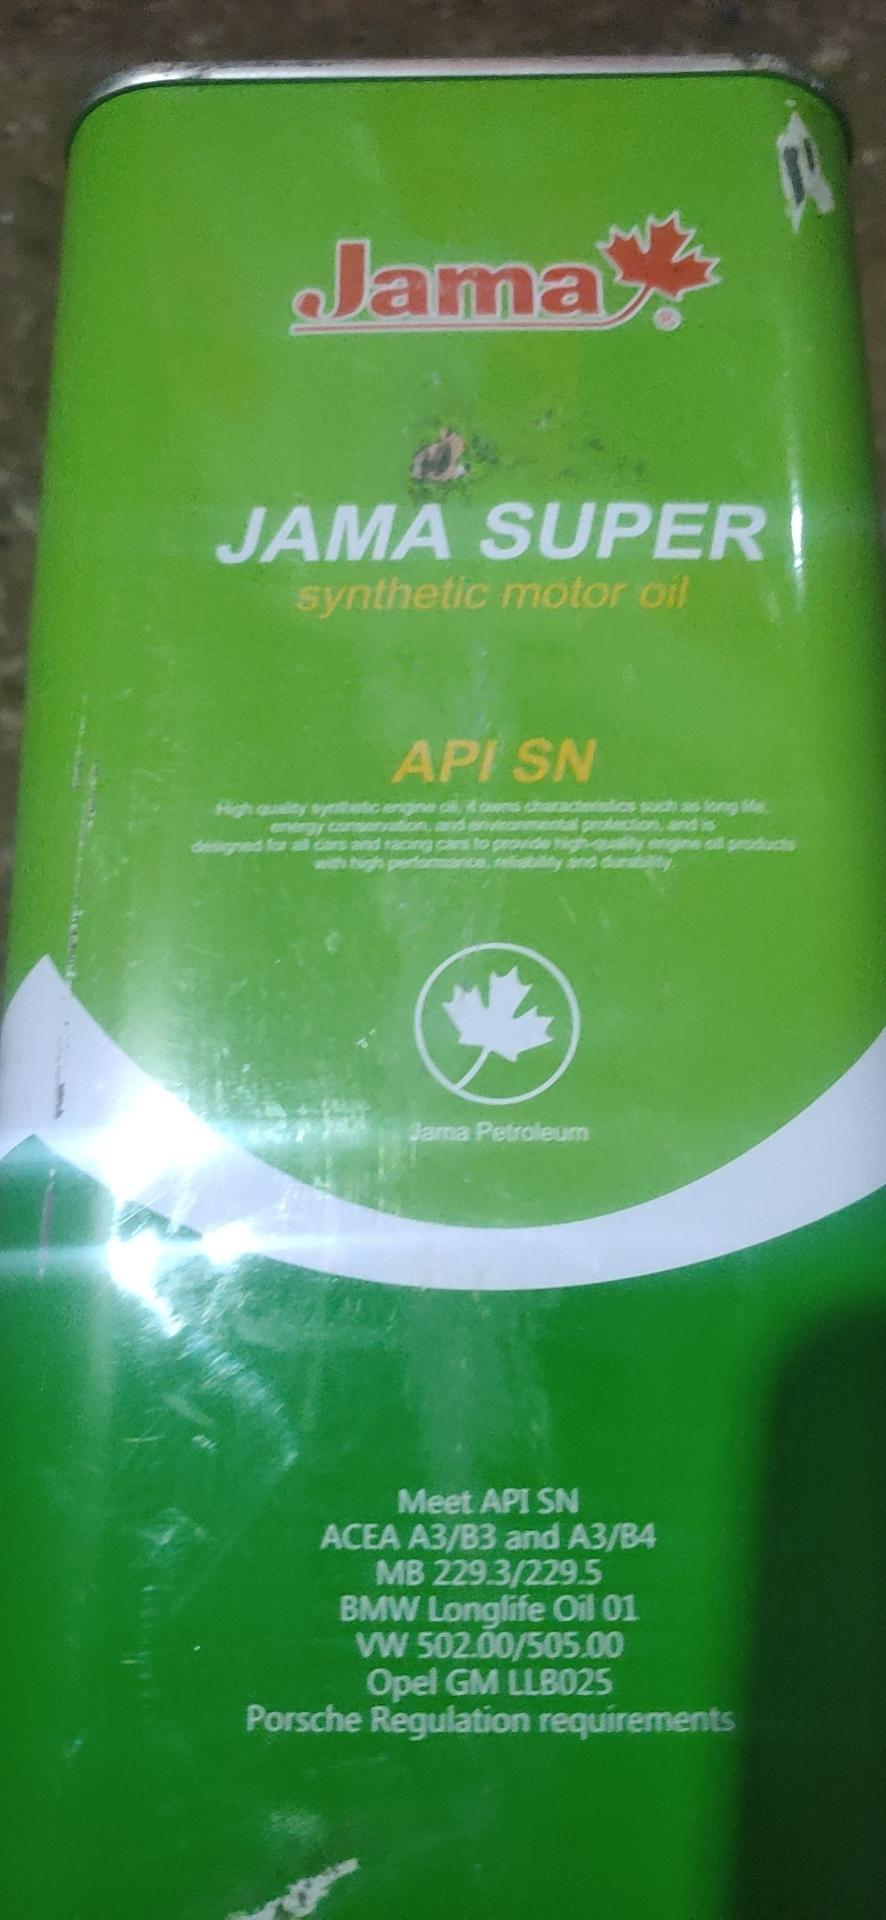 Jama
®
JAMA SUPER
synthetic motor oil
API SN
High quality synthetic engine oil, it owns characteristics such as long life,
energy conservation, and environmental protection, and is
designed for all cars and racing cars to provide high-quality engine oil products
with high performance, reliability and durability.
Jama Petroleum
Meet API SN
ACEA A3/B3 and A3/B4
MB 229.3/229.5
BMW Longlife Oil 01
VW 502.00/505.00
Opel GM LLB025
Porsche Regulation requirements